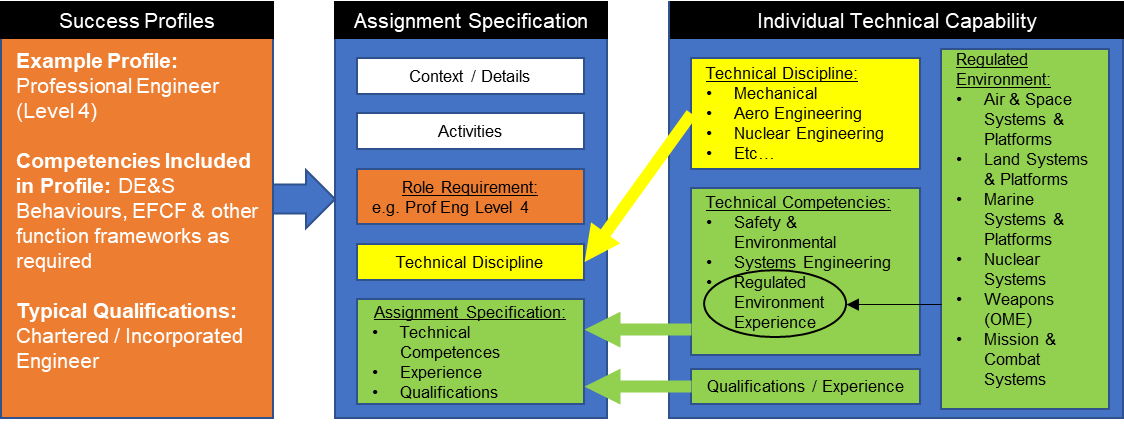 Success Profiles
Example Profile:
Professional Engineer
(Level 4)
Competencies Included
in Profile: DE&S
Behaviours, EFCF & other
function frameworks as
required
Typical Qualifications:
Chartered / Incorporated
Engineer
Assignment Specification
Context / Details
Activities
Role Requirement:
e.g. Prof Eng Level 4
Technical Discipline
Assignment Specification:
• Technical
Competences
• Experience
• Qualifications
Individual Technical Capability
Technical Discipline:
• Mechanical
• Aero Engineering
• Nuclear Engineering
• Etc…
Technical Competencies:
• Safety &
Environmental
• Systems Engineering
• Regulated
Environment
Experience
Qualifications / Experience
Regulated
Environment:
• Air & Space
Systems &
Platforms
• Land Systems
& Platforms
• Marine
Systems &
Platforms
• Nuclear
Systems
• Weapons
(OME)
• Mission &
Combat
Systems